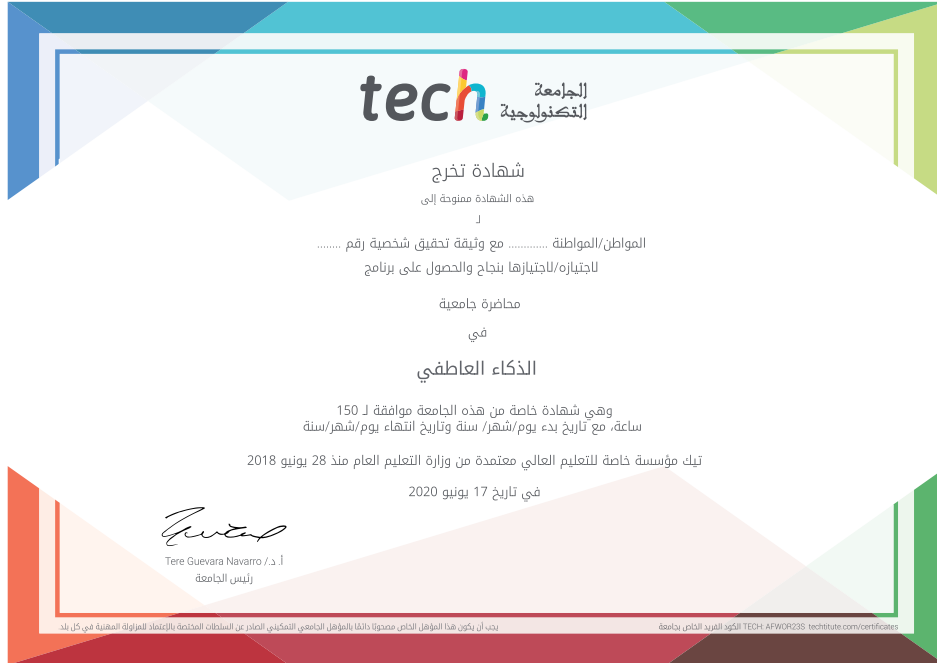 tech الجامعة
التكنولوجية
شهادة تخرج
هذه الشهادة ممنوحة إلى
لـ
المواطن/المواطنة ............. مع وثيقة تحقيق شخصية رقم ........
لاجتيازه/لاجتيازها بنجاح والحصول على برنامج
محاضرة جامعية
في
الذكاء العاطفي
وهي شهادة خاصة من هذه الجامعة موافقة لـ 150
ساعة، مع تاريخ بدء يوم/شهر/ سنة وتاريخ انتهاء يوم/شهر/سنة
تيك مؤسسة خاصة للتعليم العالي معتمدة من وزارة التعليم العام منذ 28 يونيو 2018
في تاريخ 17 يونيو 2020
أ. د./ Tere Guevara Navarro
رئيس الجامعة
يجب أن يكون هذا المؤهل الخاص مصحوبًا دائمًا بالمؤهل الجامعي التمكيني الصادر عن السلطات المختصة بالإعتماد للمزاولة المهنية في كل بلد.
الكود الفريد الخاص بجامعة TECH: AFWOR23S techtitute.com/certificates